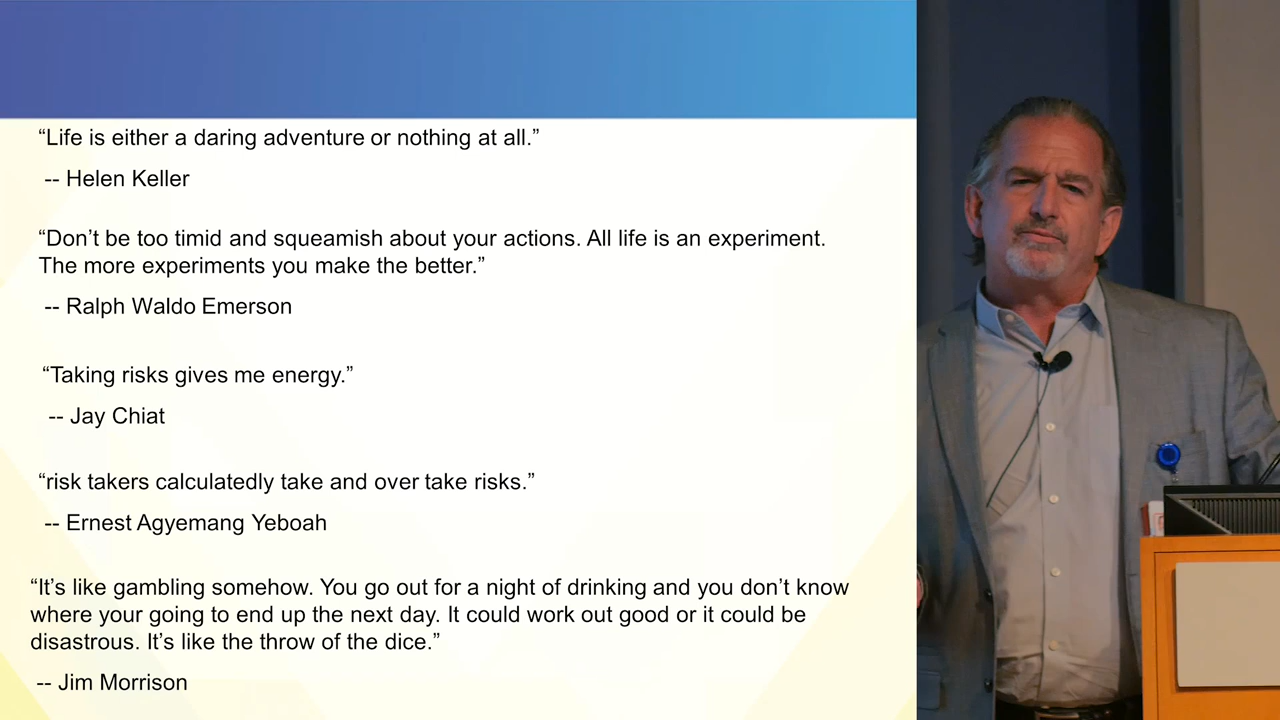 “Life is either a daring adventure or nothing at all.”
-- Helen Keller
“Don’t be too timid and squeamish about your actions. All life is an experiment.
The more experiments you make the better.”
-- Ralph Waldo Emerson
“Taking risks gives me energy.”
-- Jay Chiat
“risk takers calculatedly take and over take risks.”
-- Ernest Agyemang Yeboah
“It’s like gambling somehow. You go out for a night of drinking and you don’t know
where your going to end up the next day. It could work out good or it could be
disastrous. It’s like the throw of the dice.”
-- Jim Morrison